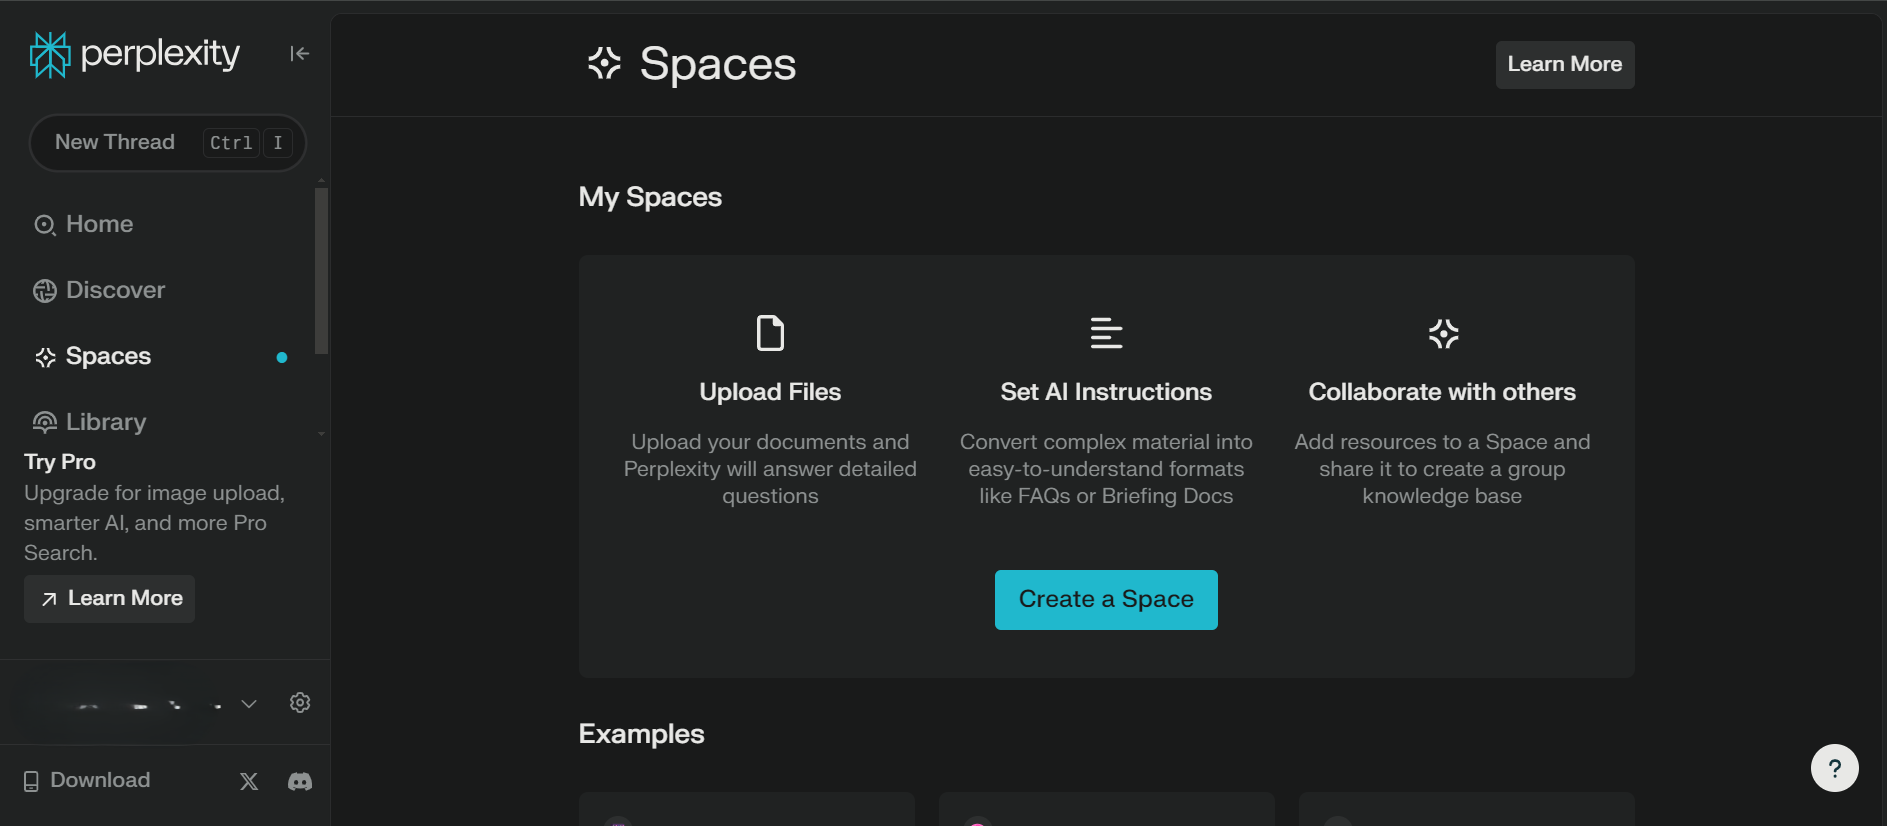 perplexity
New Thread Ctrl I
Home
Discover
Spaces
Library
Try Pro
Upgrade for image upload,
smarter AI, and more Pro
Search.
Learn More
Download
Spaces
Learn More
My Spaces
Upload Files
Upload your documents and
Perplexity will answer detailed
questions
Set AI Instructions
Convert complex material into
easy-to-understand formats
like FAQs or Briefing Docs
Collaborate with others
Add resources to a Space and
share it to create a group
knowledge base
Create a Space
Examples
?